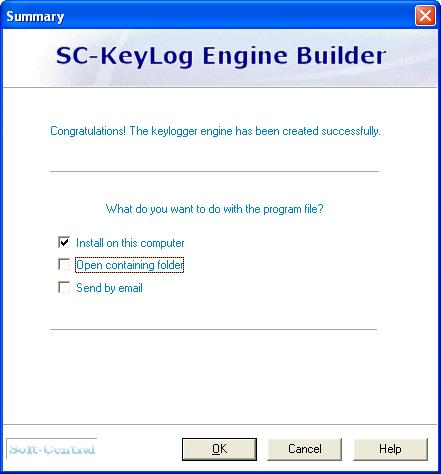 Summary
SC-KeyLog Engine Builder
Congratulations! The keylogger engine has been created successfully.
What do you want to do with the program file?
Install on this computer
Open containing folder
Send by email
Soft-Central
OK
Cancel
Help